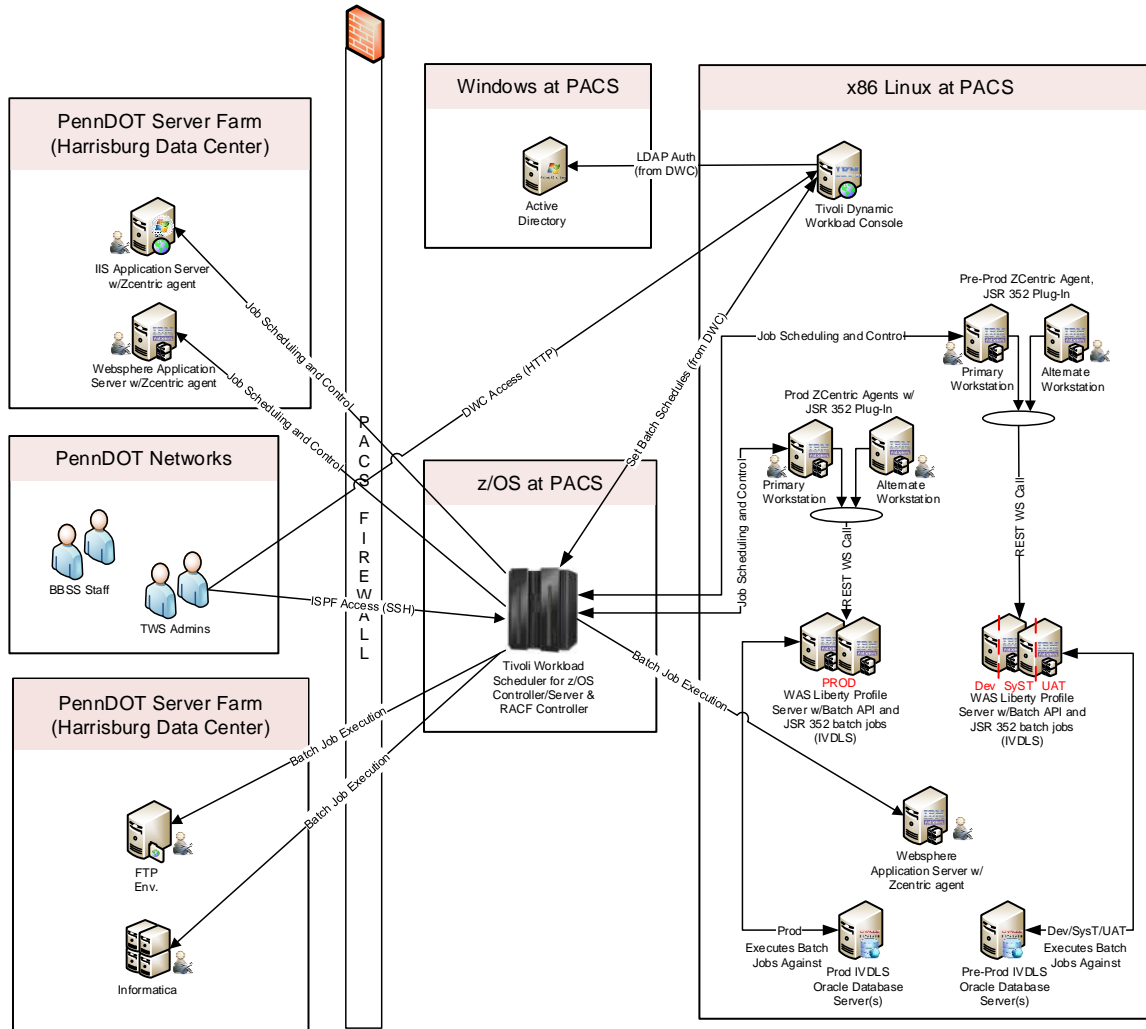 PennDOT Server Farm
(Harrisburg Data Center)
IIS Application Server
w/Zcentric agent
Websphere Application
Server w/Zcentric agent
PennDOT Networks
BBSS Staff
TWS Admins
PennDOT Server Farm
(Harrisburg Data Center)
FTP
Env.
Informatica
PACS FIREWALL
Job Scheduling and Control
Job Scheduling and Control
DWC Access (HTTP)
ISPF Access (SSH)
Batch Job Execution
Batch Job Execution
Windows at PACS
Active
Directory
LDAP Auth
(from DWC)
Set Batch Schedules (from DWC)
z/OS at PACS
Tivoli Workload
Scheduler for z/OS
Controller/Server &
RACF Controller
Batch Job Execution
x86 Linux at PACS
Tivoli Dynamic
Workload Console
Pre-Prod ZCentric Agent,
JSR 352 Plug-In
Job Scheduling and Control
Primary
Workstation
Alternate
Workstation
Prod ZCentric Agents w/
JSR 352 Plug-In
Job Scheduling and Control
Primary
Workstation
Alternate
Workstation
REST WS Call
REST WS Call
PROD
WAS Liberty Profile
Server w/Batch API and
JSR 352 batch jobs
(IVDLS)
Dev SyST UAT
WAS Liberty Profile
Server w/Batch API and
JSR 352 batch jobs
(IVDLS)
Websphere
Application Server w/
Zcentric agent
Prod
Executes Batch
Jobs Against
Prod IVDLS
Oracle Database
Server(s)
Dev/SysT/UAT
Executes Batch
Jobs Against
Pre-Prod IVDLS
Oracle Database
Server(s)